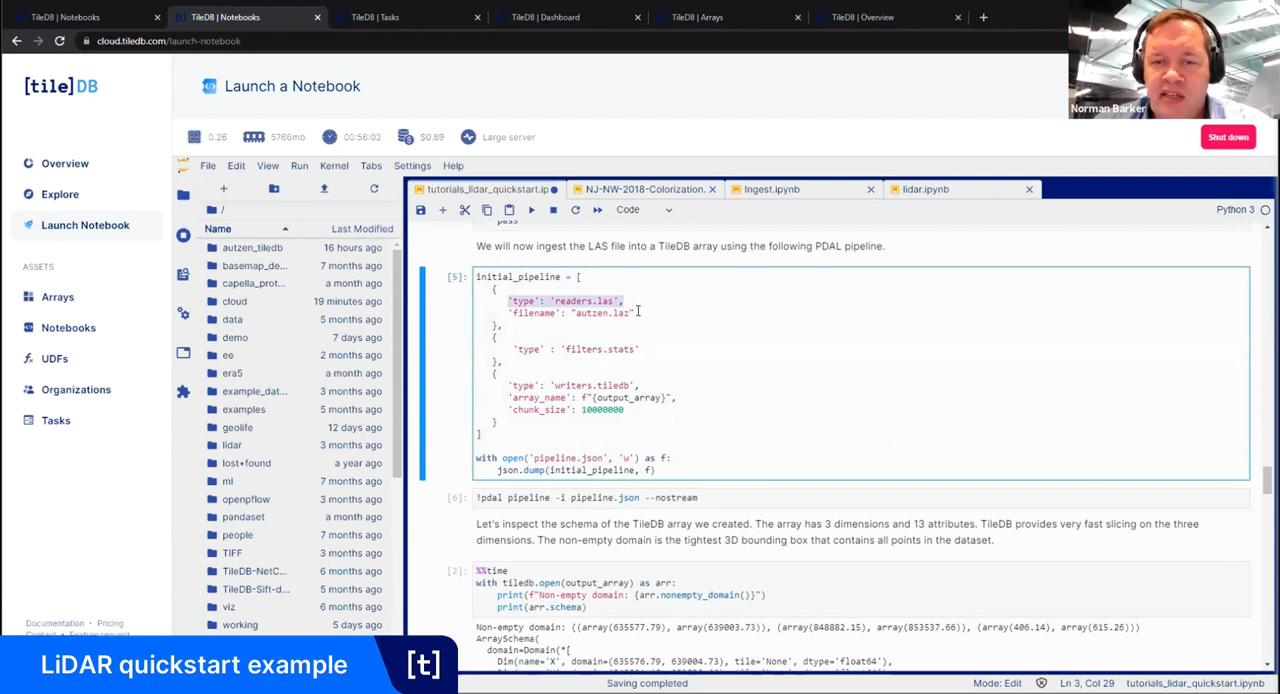 TileDB | Notebooks
TileDB | Notebooks
TileDB | Tasks
TileDB | Dashboard
TileDB | Arrays
TileDB | Overview
cloud.tiledb.com/launch-notebook
[tile]DB
Launch a Notebook
Norman Barker
0.26
5766mb
00:56:03
$0.89
Large server
Shut down
Overview
Explore
Launch Notebook
ASSETS
Arrays
Notebooks
UDFs
Organizations
Tasks
Documentation · Pricing
Contact · Feature request
File Edit View Run Kernel Tabs Settings Help
/
Name Last Modified
autzen_tiledb 16 hours ago
basemap_de... 7 months ago
capella_prot... 3 months ago
cloud 19 minutes ago
data 5 months ago
demo 7 days ago
ee 2 months ago
era5 3 months ago
example_dat... 3 months ago
examples 5 months ago
geolife 12 days ago
lidar 3 months ago
lost+found a year ago
ml 7 months ago
openpflow 3 months ago
pandaset a month ago
people 7 months ago
TIFF 3 months ago
TileDB-NetC... 6 months ago
TileDB-Sift-d... 6 months ago
viz 6 months ago
working 5 days ago
tutorials_lidar_quickstart.ip
NJ-NW-2018-Colorization.
Ingest.ipynb
lidar.ipynb
Code
Python 3
pass
We will now ingest the LAS file into a TileDB array using the following PDAL pipeline.
[5]: initial_pipeline = [
{
'type': 'readers.las',
'filename': "autzen.laz"
},
{
'type' : 'filters.stats'
},
{
'type': 'writers.tiledb',
'array_name': f"{output_array}",
'chunk_size': 10000000
}
]
with open('pipeline.json', 'w') as f:
json.dump(initial_pipeline, f)
[6]: !pdal pipeline -i pipeline.json --nostream
Let's inspect the schema of the TileDB array we created. The array has 3 dimensions and 13 attributes. TileDB provides very fast slicing on the three
dimensions. The non-empty domain is the tightest 3D bounding box that contains all points in the dataset.
[2]: %%time
with tiledb.open(output_array) as arr:
print(f"Non-empty domain: {arr.nonempty_domain()}")
print(arr.schema)
Non-empty domain: ((array(635577.79), array(639003.73)), (array(848882.15), array(853537.66)), (array(406.14), array(615.26)))
ArraySchema(
domain=Domain(*[
Dim(name='X', domain=(635576.79, 639004.73), tile='None', dtype='float64'),
Saving completed
Mode: Edit
Ln 3, Col 29
tutorials_lidar_quickstart.ipynb
LiDAR quickstart example
[t]